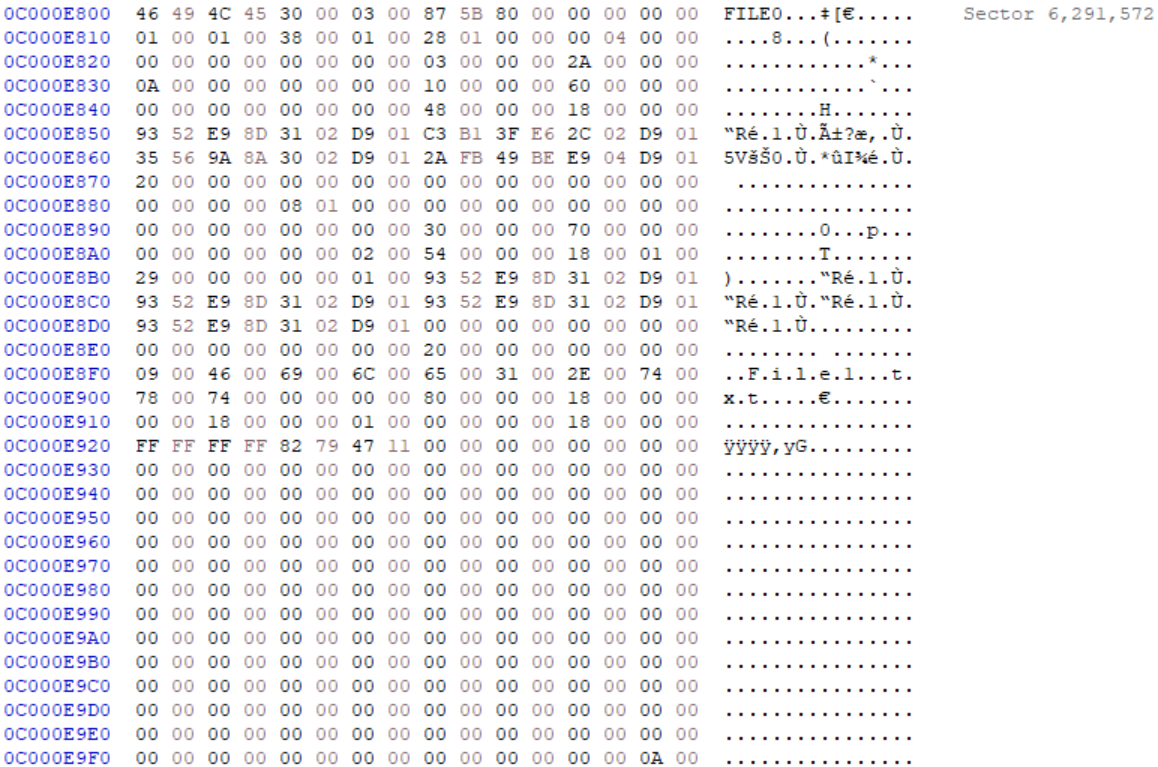 0C000E800 46 49 4C 45 30 00 03 00 87 5B 80 00 00 00 00 00 FILE0...‡[€..... Sector 6,291,572
0C000E810 01 00 01 00 38 00 01 00 28 01 00 00 00 04 00 00 ....8...(.......
0C000E820 00 00 00 00 00 00 00 00 03 00 00 00 2A 00 00 00 ............*...
0C000E830 0A 00 00 00 00 00 00 00 10 00 00 00 60 00 00 00 ............`...
0C000E840 00 00 00 00 00 00 00 00 48 00 00 00 18 00 00 00 ........H.......
0C000E850 93 52 E9 8D 31 02 D9 01 C3 B1 3F E6 2C 02 D9 01 “Ré.1.Ù.Ã±?æ,.Ù.
0C000E860 35 56 9A 8A 30 02 D9 01 2A FB 49 BE E9 04 D9 01 5VšŠ0.Ù.*ûI¾é.Ù.
0C000E870 20 00 00 00 00 00 00 00 00 00 00 00 00 00 00 00  ...............
0C000E880 00 00 00 00 08 01 00 00 00 00 00 00 00 00 00 00 ................
0C000E890 00 00 00 00 00 00 00 00 30 00 00 00 70 00 00 00 ........0...p...
0C000E8A0 00 00 00 00 00 00 02 00 54 00 00 00 18 00 01 00 ........T.......
0C000E8B0 29 00 00 00 00 00 01 00 93 52 E9 8D 31 02 D9 01 ).......“Ré.1.Ù.
0C000E8C0 93 52 E9 8D 31 02 D9 01 93 52 E9 8D 31 02 D9 01 “Ré.1.Ù.“Ré.1.Ù.
0C000E8D0 93 52 E9 8D 31 02 D9 01 00 00 00 00 00 00 00 00 “Ré.1.Ù.........
0C000E8E0 00 00 00 00 00 00 00 00 20 00 00 00 00 00 00 00 ........ .......
0C000E8F0 09 00 46 00 69 00 6C 00 65 00 31 00 2E 00 74 00 ..F.i.l.e.1...t.
0C000E900 78 00 74 00 00 00 00 00 80 00 00 00 18 00 00 00 x.t.....€.......
0C000E910 00 00 18 00 00 00 01 00 00 00 00 00 18 00 00 00 ................
0C000E920 FF FF FF FF 82 79 47 11 00 00 00 00 00 00 00 00 ÿÿÿÿ‚yG.........
0C000E930 00 00 00 00 00 00 00 00 00 00 00 00 00 00 00 00 ................
0C000E940 00 00 00 00 00 00 00 00 00 00 00 00 00 00 00 00 ................
0C000E950 00 00 00 00 00 00 00 00 00 00 00 00 00 00 00 00 ................
0C000E960 00 00 00 00 00 00 00 00 00 00 00 00 00 00 00 00 ................
0C000E970 00 00 00 00 00 00 00 00 00 00 00 00 00 00 00 00 ................
0C000E980 00 00 00 00 00 00 00 00 00 00 00 00 00 00 00 00 ................
0C000E990 00 00 00 00 00 00 00 00 00 00 00 00 00 00 00 00 ................
0C000E9A0 00 00 00 00 00 00 00 00 00 00 00 00 00 00 00 00 ................
0C000E9B0 00 00 00 00 00 00 00 00 00 00 00 00 00 00 00 00 ................
0C000E9C0 00 00 00 00 00 00 00 00 00 00 00 00 00 00 00 00 ................
0C000E9D0 00 00 00 00 00 00 00 00 00 00 00 00 00 00 00 00 ................
0C000E9E0 00 00 00 00 00 00 00 00 00 00 00 00 00 00 00 00 ................
0C000E9F0 00 00 00 00 00 00 00 00 00 00 00 00 00 00 0A 00 ................